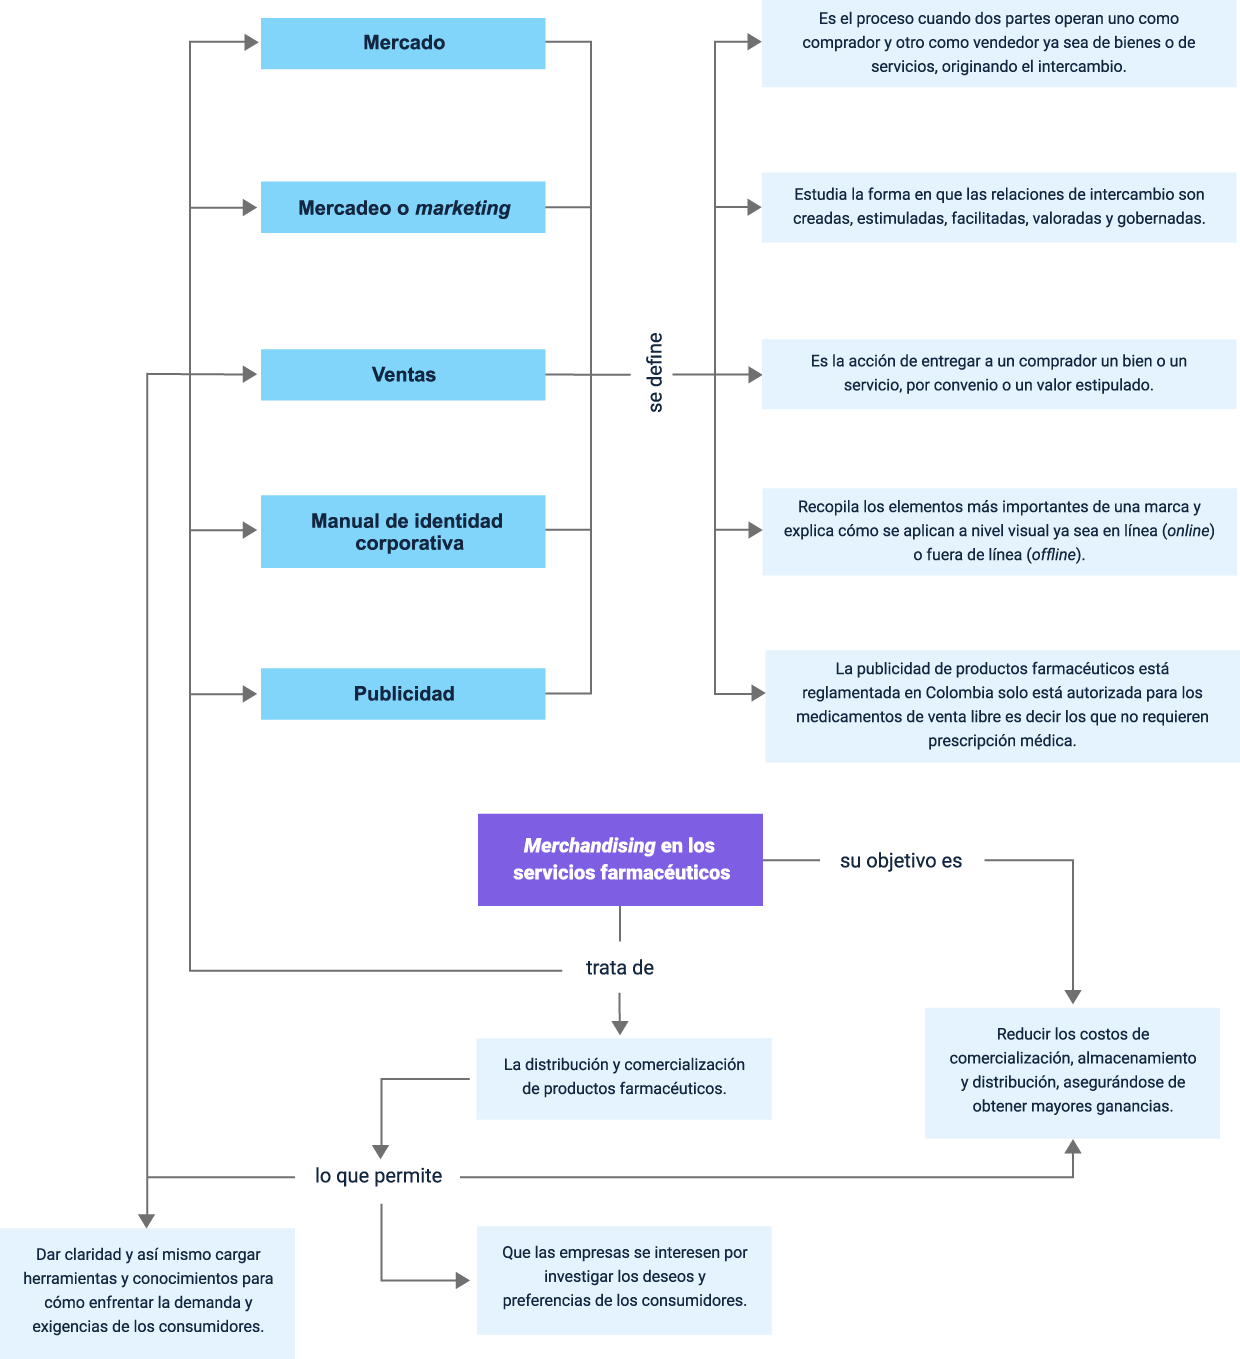 Mercado
Es el proceso cuando dos partes operan uno como
comprador y otro como vendedor ya sea de bienes o de
servicios, originando el intercambio.
Mercadeo o marketing
Estudia la forma en que las relaciones de intercambio son
creadas, estimuladas, facilitadas, valoradas y gobernadas.
Ventas
se define
Es la acción de entregar a un comprador un bien o un
servicio, por convenio o un valor estipulado.
Manual de identidad
corporativa
Recopila los elementos más importantes de una marca y
explica cómo se aplican a nivel visual ya sea en línea (online)
o fuera de línea (offline).
Publicidad
La publicidad de productos farmacéuticos está
reglamentada en Colombia solo está autorizada para los
medicamentos de venta libre es decir los que no requieren
prescripción médica.
Merchandising en los
servicios farmacéuticos
su objetivo es
trata de
La distribución y comercialización
de productos farmacéuticos.
Reducir los costos de
comercialización, almacenamiento
y distribución, asegurándose de
obtener mayores ganancias.
lo que permite
Dar claridad y así mismo cargar
herramientas y conocimientos para
cómo enfrentar la demanda y
exigencias de los consumidores.
Que las empresas se interesen por
investigar los deseos y
preferencias de los consumidores.